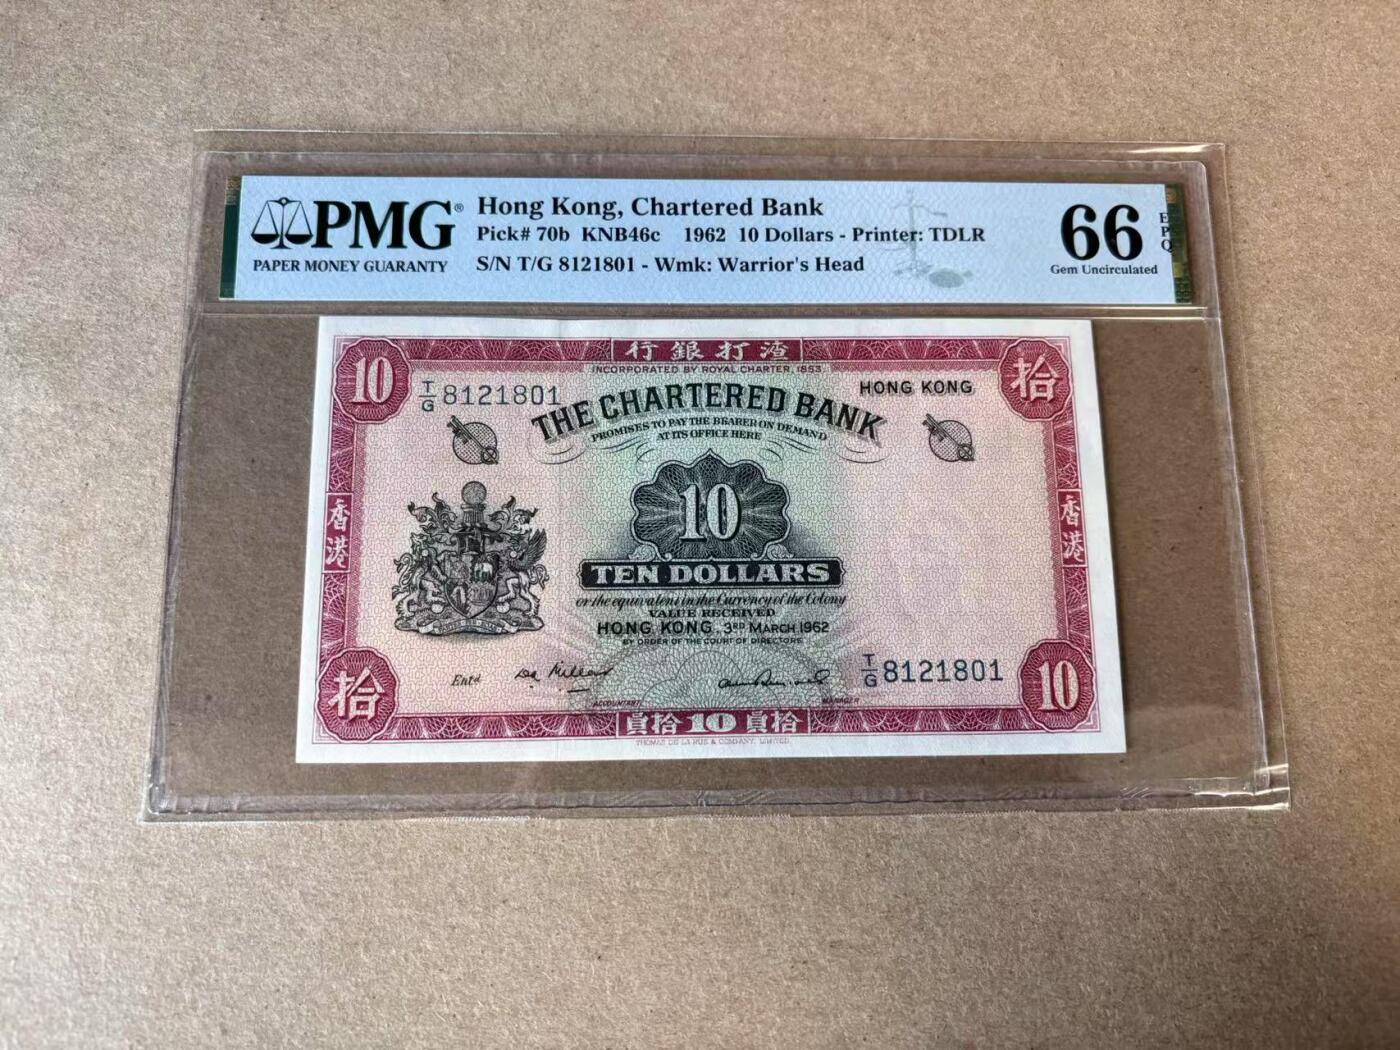 PMG®
PAPER MONEY GUARANTY
Hong Kong, Chartered Bank
Pick# 70b KNB46c 1962 10 Dollars - Printer: TDLR
S/N T/G 8121801 - Wmk: Warrior's Head
66 EPQ
Gem Uncirculated
行銀打渣
INCORPORATED BY ROYAL CHARTER, 1853.
10
T/G 8121801
HONG KONG
拾
THE CHARTERED BANK
PROMISES TO PAY THE BEARER ON DEMAND
AT ITS OFFICE HERE
10
香港
香港
TEN DOLLARS
or the equivalent in the Currency of the Colony
VALUE RECEIVED
HONG KONG, 3RD MARCH 1962
BY ORDER OF THE COURT OF DIRECTORS
T/G 8121801
Entd
ACCOUNTANT.
MANAGER
拾
員拾 10 員拾
10
THOMAS DE LA RUE & COMPANY, LIMITED.